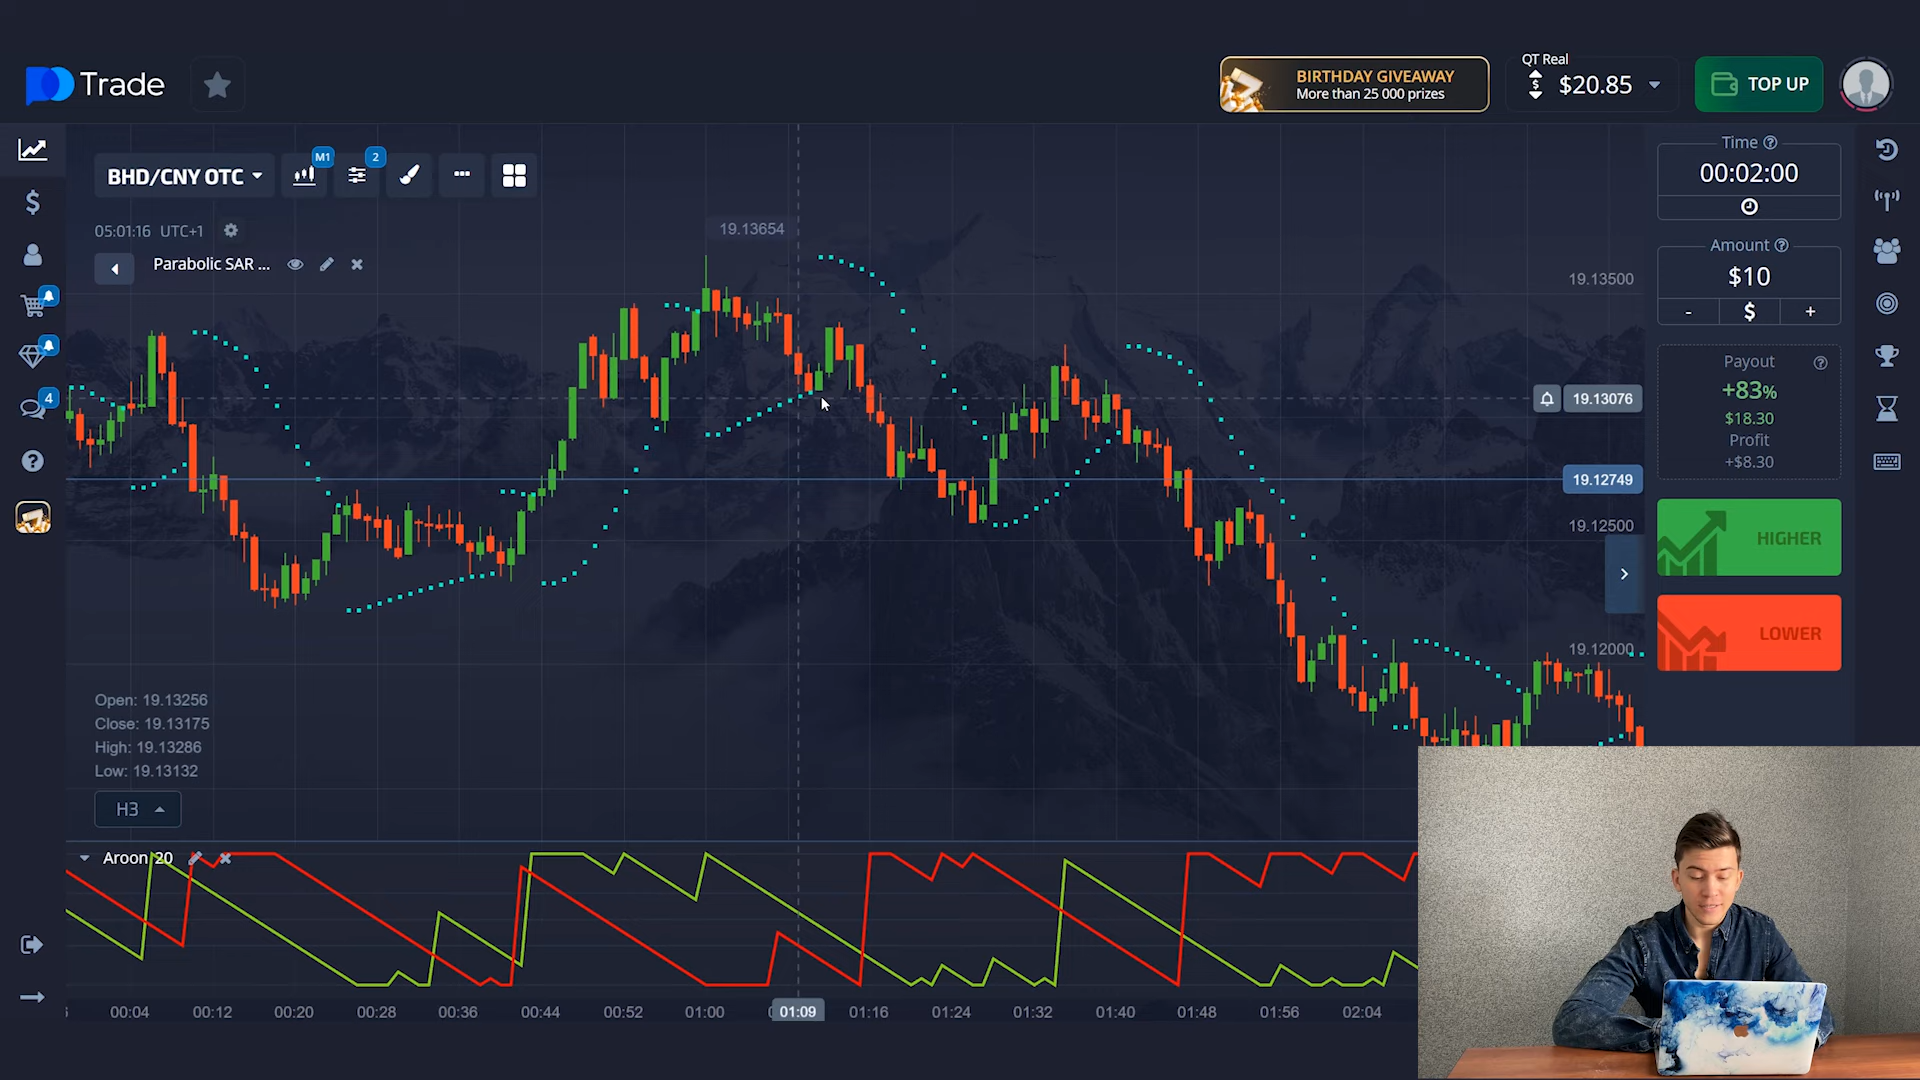 Trade
BIRTHDAY GIVEAWAY
More than 25 000 prizes
QT Real
$20.85
TOP UP
BHD/CNY OTC
M1
2
05:01:16 UTC+1
Parabolic SAR ...
19.13654
19.13500
19.13076
19.12749
19.12500
19.12000
Time
00:02:00
Amount
$10
-
$
+
Payout
+83%
$18.30
Profit
+$8.30
HIGHER
LOWER
4
Open: 19.13256
Close: 19.13175
High: 19.13286
Low: 19.13132
H3
Aroon 20
00:04 00:12 00:20 00:28 00:36 00:44 00:52 01:00 01:09 01:16 01:24 01:32 01:40 01:48 01:56 02:04